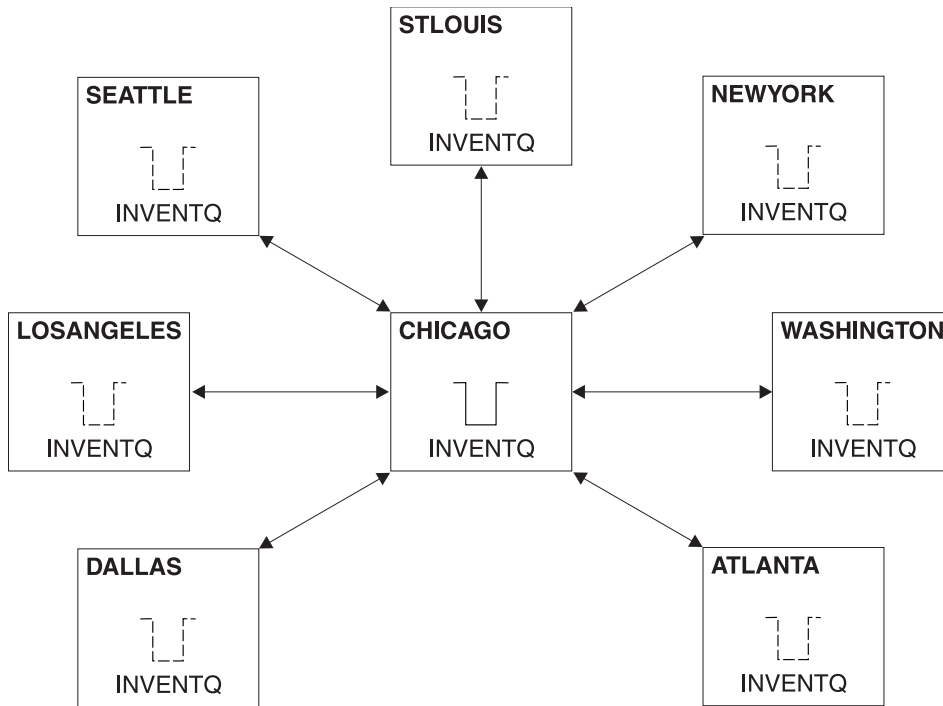 STLOUIS
INVENTQ
SEATTLE
INVENTQ
NEWYORK
INVENTQ
LOSANGELES
INVENTQ
CHICAGO
INVENTQ
WASHINGTON
INVENTQ
DALLAS
INVENTQ
ATLANTA
INVENTQ